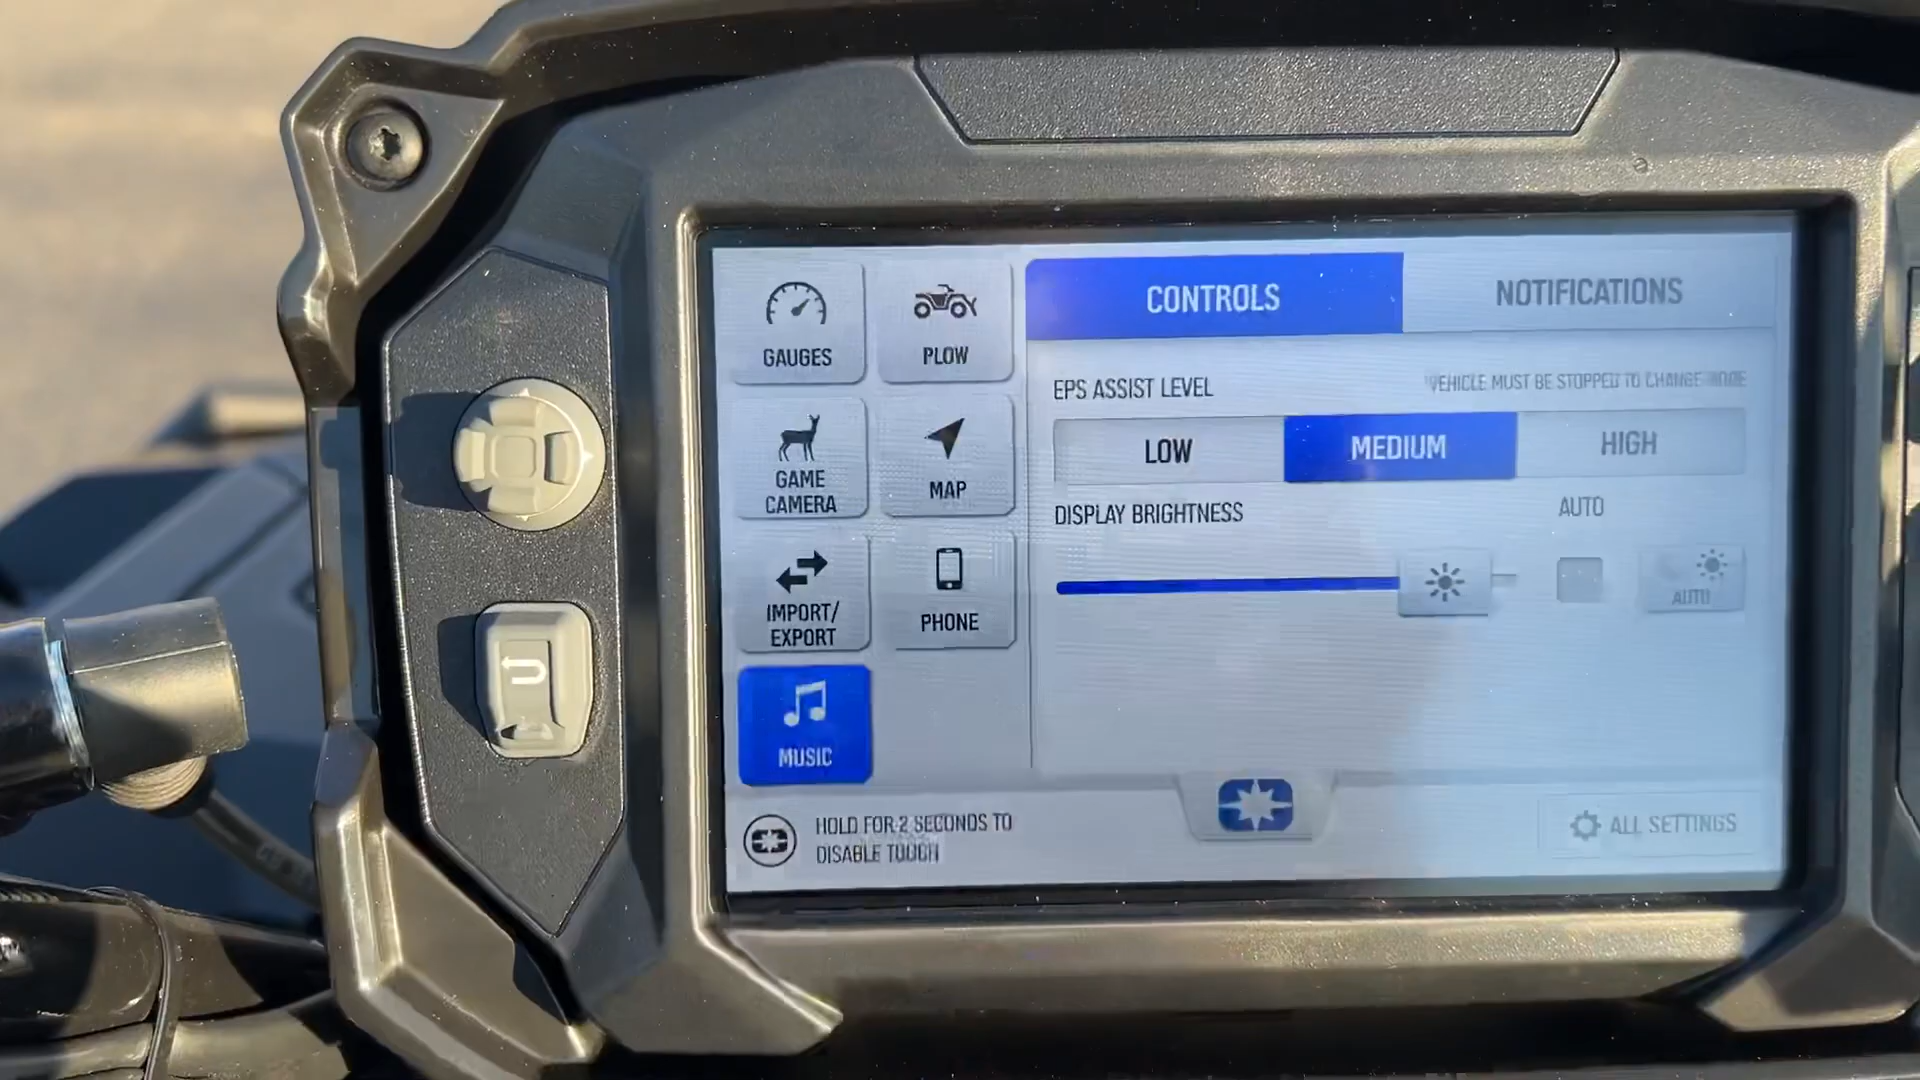 GAUGES
PLOW
GAME
CAMERA
MAP
IMPORT/
EXPORT
PHONE
MUSIC
CONTROLS
NOTIFICATIONS
EPS ASSIST LEVEL
VEHICLE MUST BE STOPPED TO CHANGE MODE
LOW
MEDIUM
HIGH
DISPLAY BRIGHTNESS
AUTO
AUTO
HOLD FOR 2 SECONDS TO
DISABLE TOUCH
ALL SETTINGS